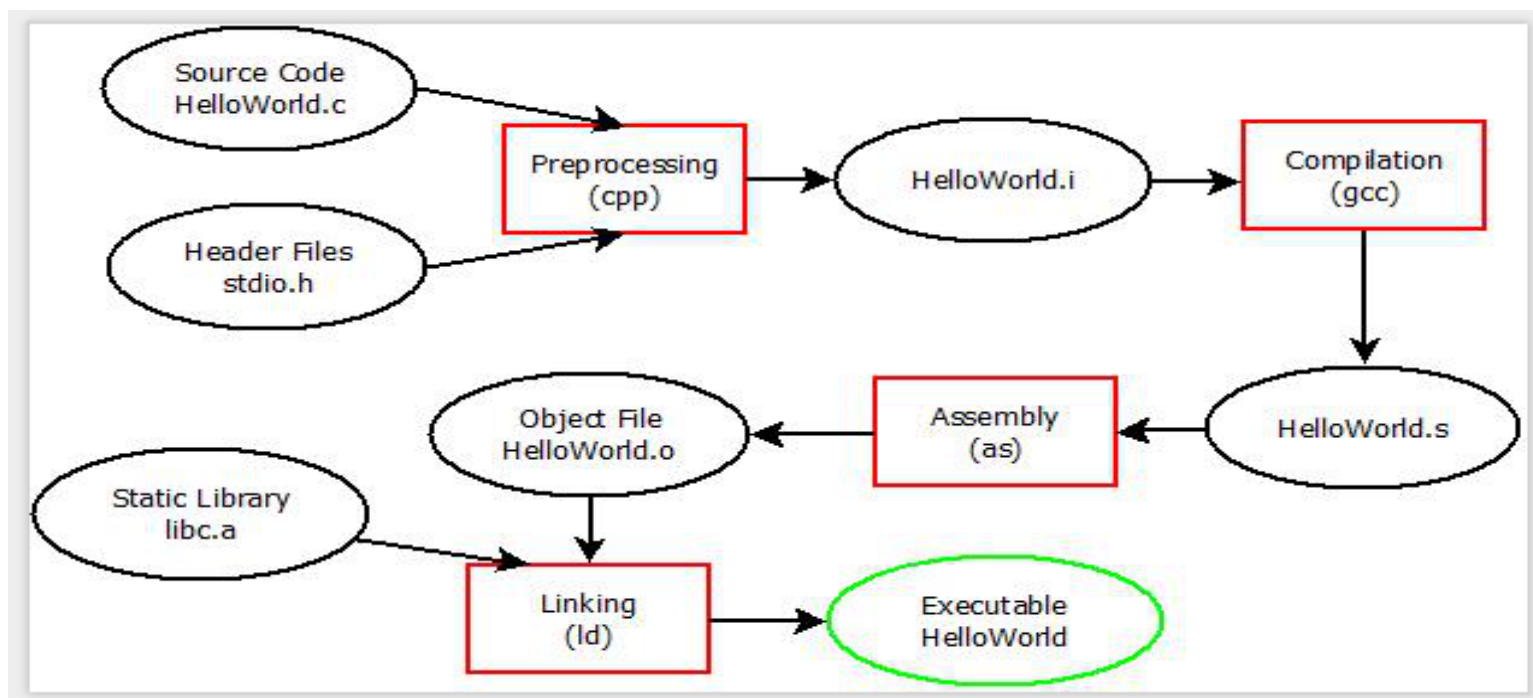 Source Code
HelloWorld.c
Preprocessing
(cpp)
HelloWorld.i
Compilation
(gcc)
Header Files
stdio.h
Object File
HelloWorld.o
Assembly
(as)
HelloWorld.s
Static Library
libc.a
Linking
(ld)
Executable
HelloWorld